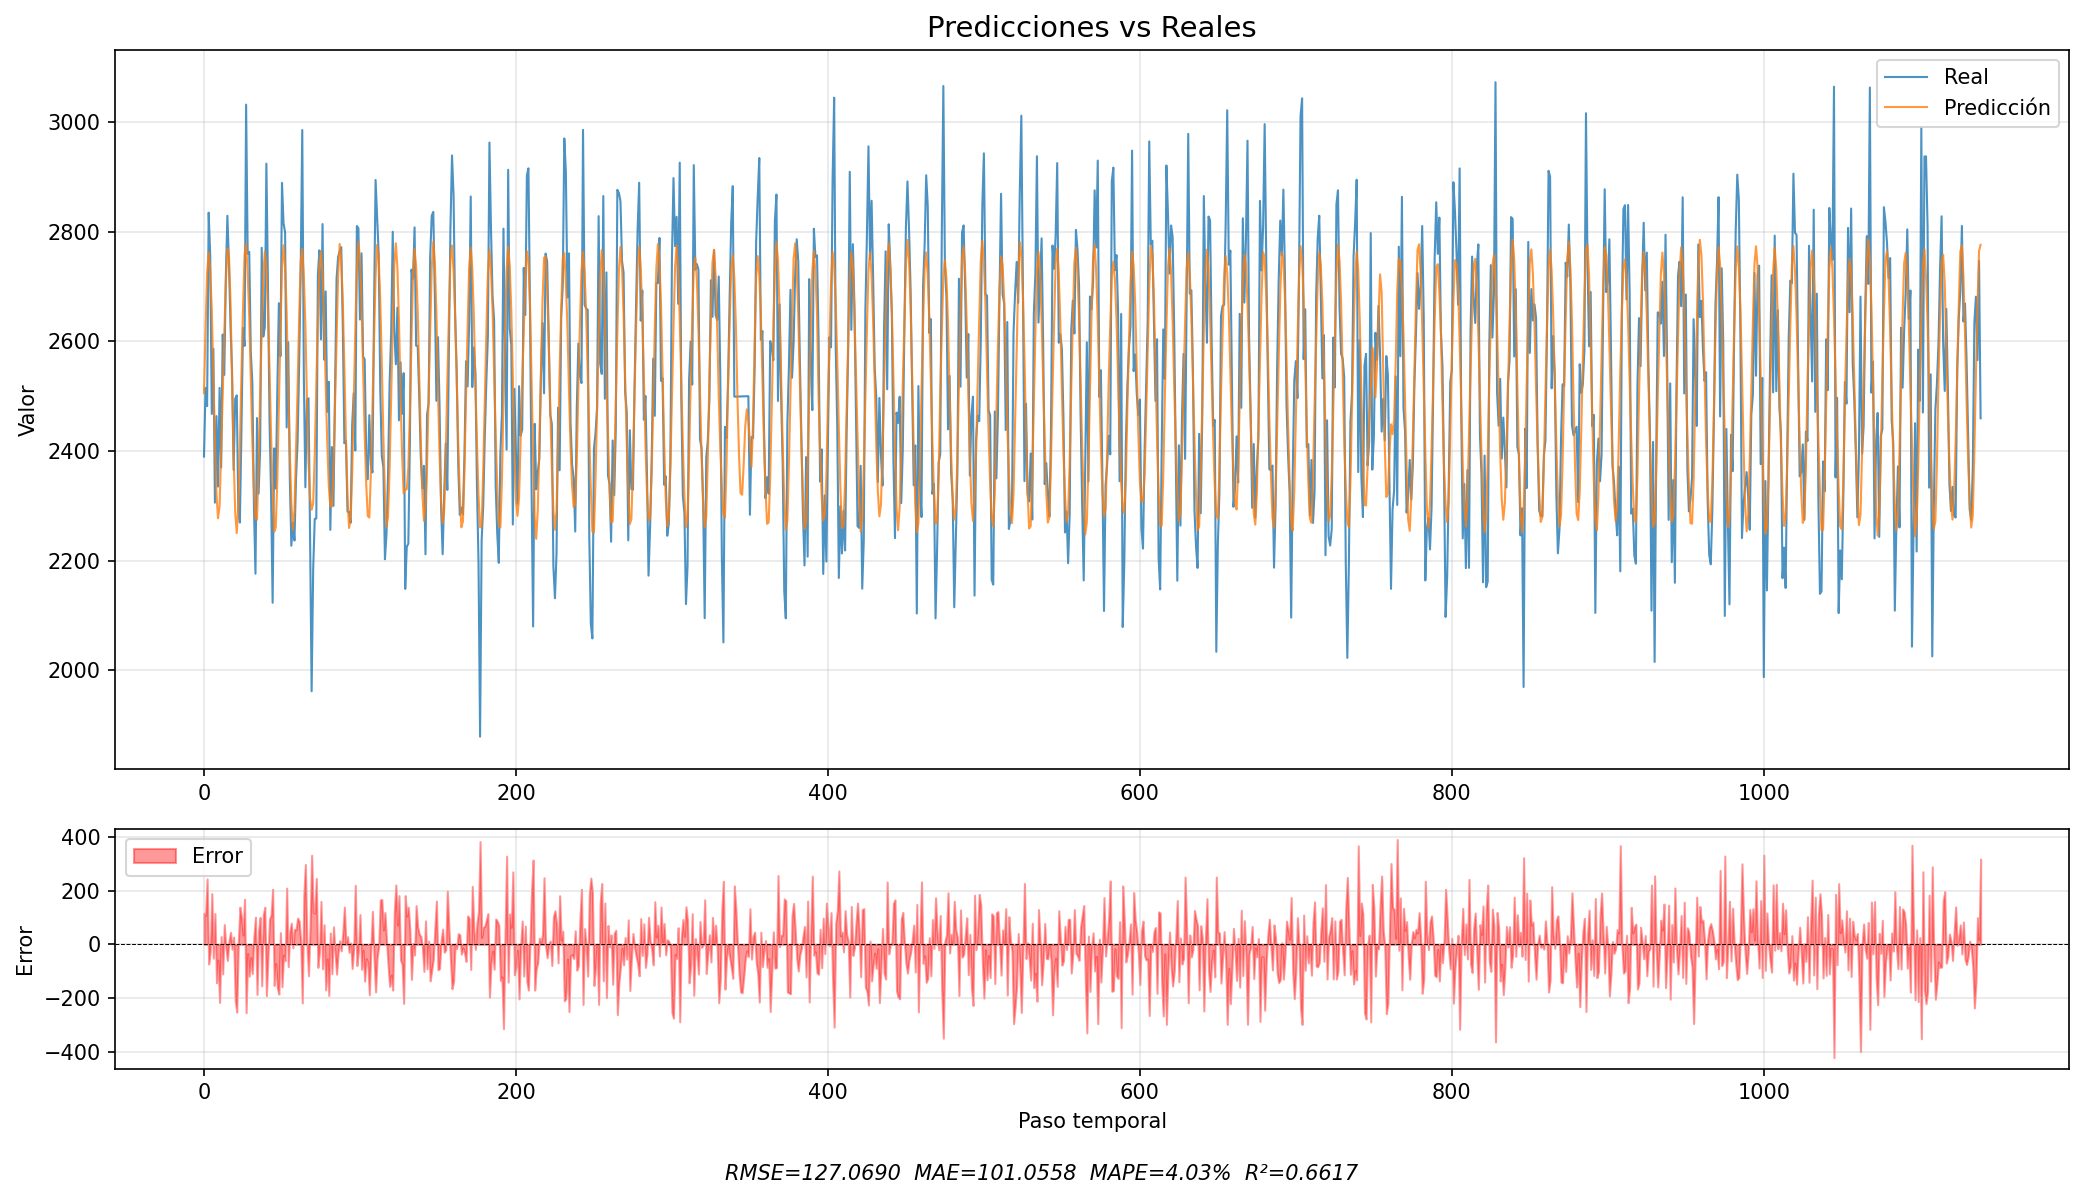 Predicciones vs Reales
Real
Predicción
3000
2800
2600
2400
2200
2000
Valor
0 200 400 600 800 1000
Error
400
200
0
−200
−400
Error
0 200 400 600 800 1000
Paso temporal
RMSE=127.0690 MAE=101.0558 MAPE=4.03% R²=0.6617